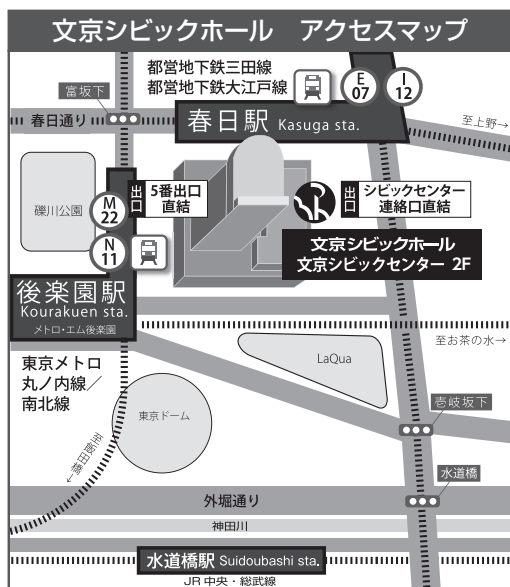 文京シビックホール アクセスマップ
都営地下鉄三田線
都営地下鉄大江戸線
E
07
I
12
富坂下
春日通り
春日駅 Kasuga sta.
至上野→
礫川公園
M
22
出口
5番出口
直結
出口
シビックセンター
連絡口直結
N
11
文京シビックホール
文京シビックセンター 2F
後楽園駅
Kourakuen sta.
メトロ・エム後楽園
至お茶の水→
東京メトロ
丸ノ内線／
南北線
LaQua
東京ドーム
壱岐坂下
至飯田橋→
水道橋
外堀通り
神田川
水道橋駅 Suidoubashi sta.
JR 中央・総武線